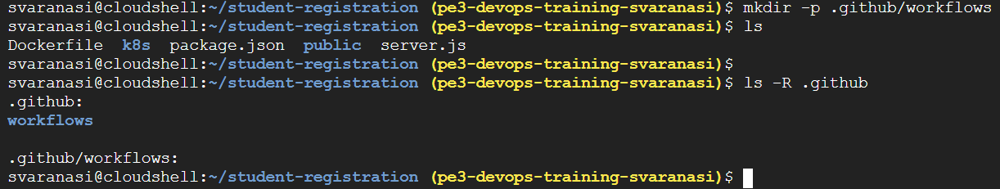 svaranasi@cloudshell:~/student-registration (pe3-devops-training-svaranasi)$ mkdir -p .github/workflows
svaranasi@cloudshell:~/student-registration (pe3-devops-training-svaranasi)$ ls
Dockerfile  k8s  package.json  public  server.js
svaranasi@cloudshell:~/student-registration (pe3-devops-training-svaranasi)$
svaranasi@cloudshell:~/student-registration (pe3-devops-training-svaranasi)$ ls -R .github
.github:
workflows

.github/workflows:
svaranasi@cloudshell:~/student-registration (pe3-devops-training-svaranasi)$